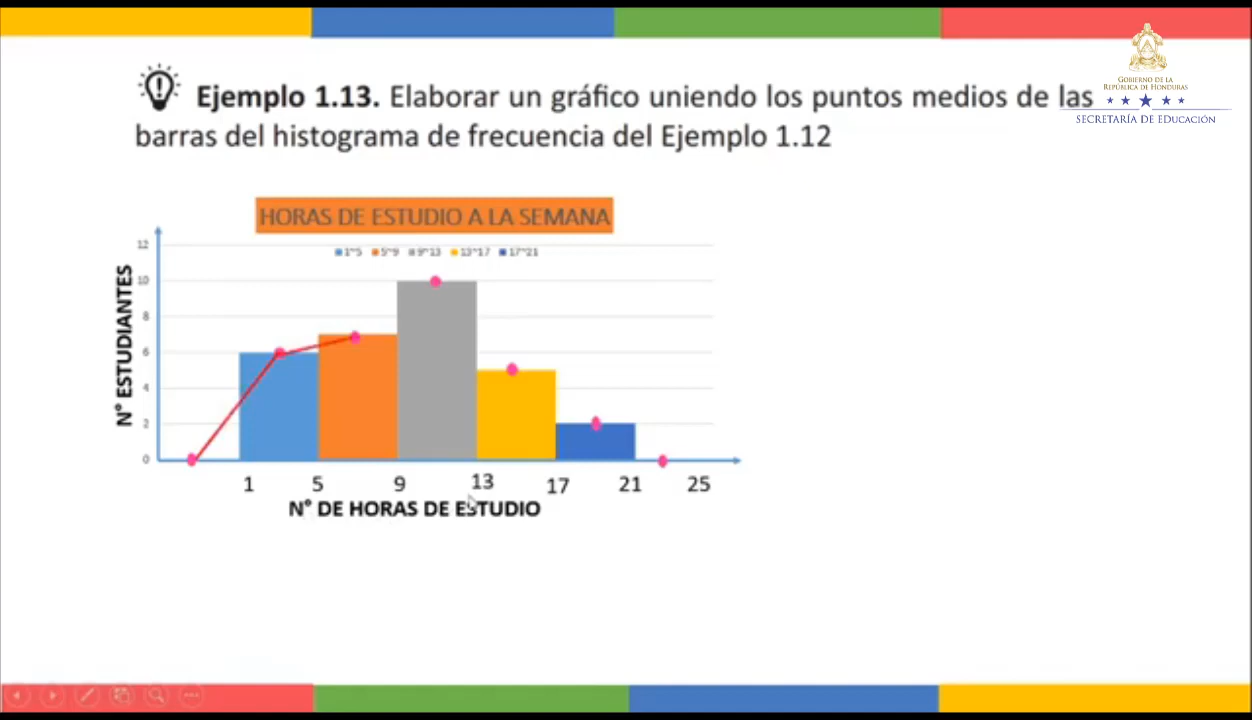 Ejemplo 1.13. Elaborar un gráfico uniendo los puntos medios de las
barras del histograma de frecuencia del Ejemplo 1.12
GOBIERNO DE LA
REPÚBLICA DE HONDURAS
SECRETARÍA DE EDUCACIÓN
HORAS DE ESTUDIO A LA SEMANA
1~5 5~9 9~13 13~17 17~21
N° ESTUDIANTES
12
10
8
6
4
2
0
1 5 9 13 17 21 25
N° DE HORAS DE ESTUDIO